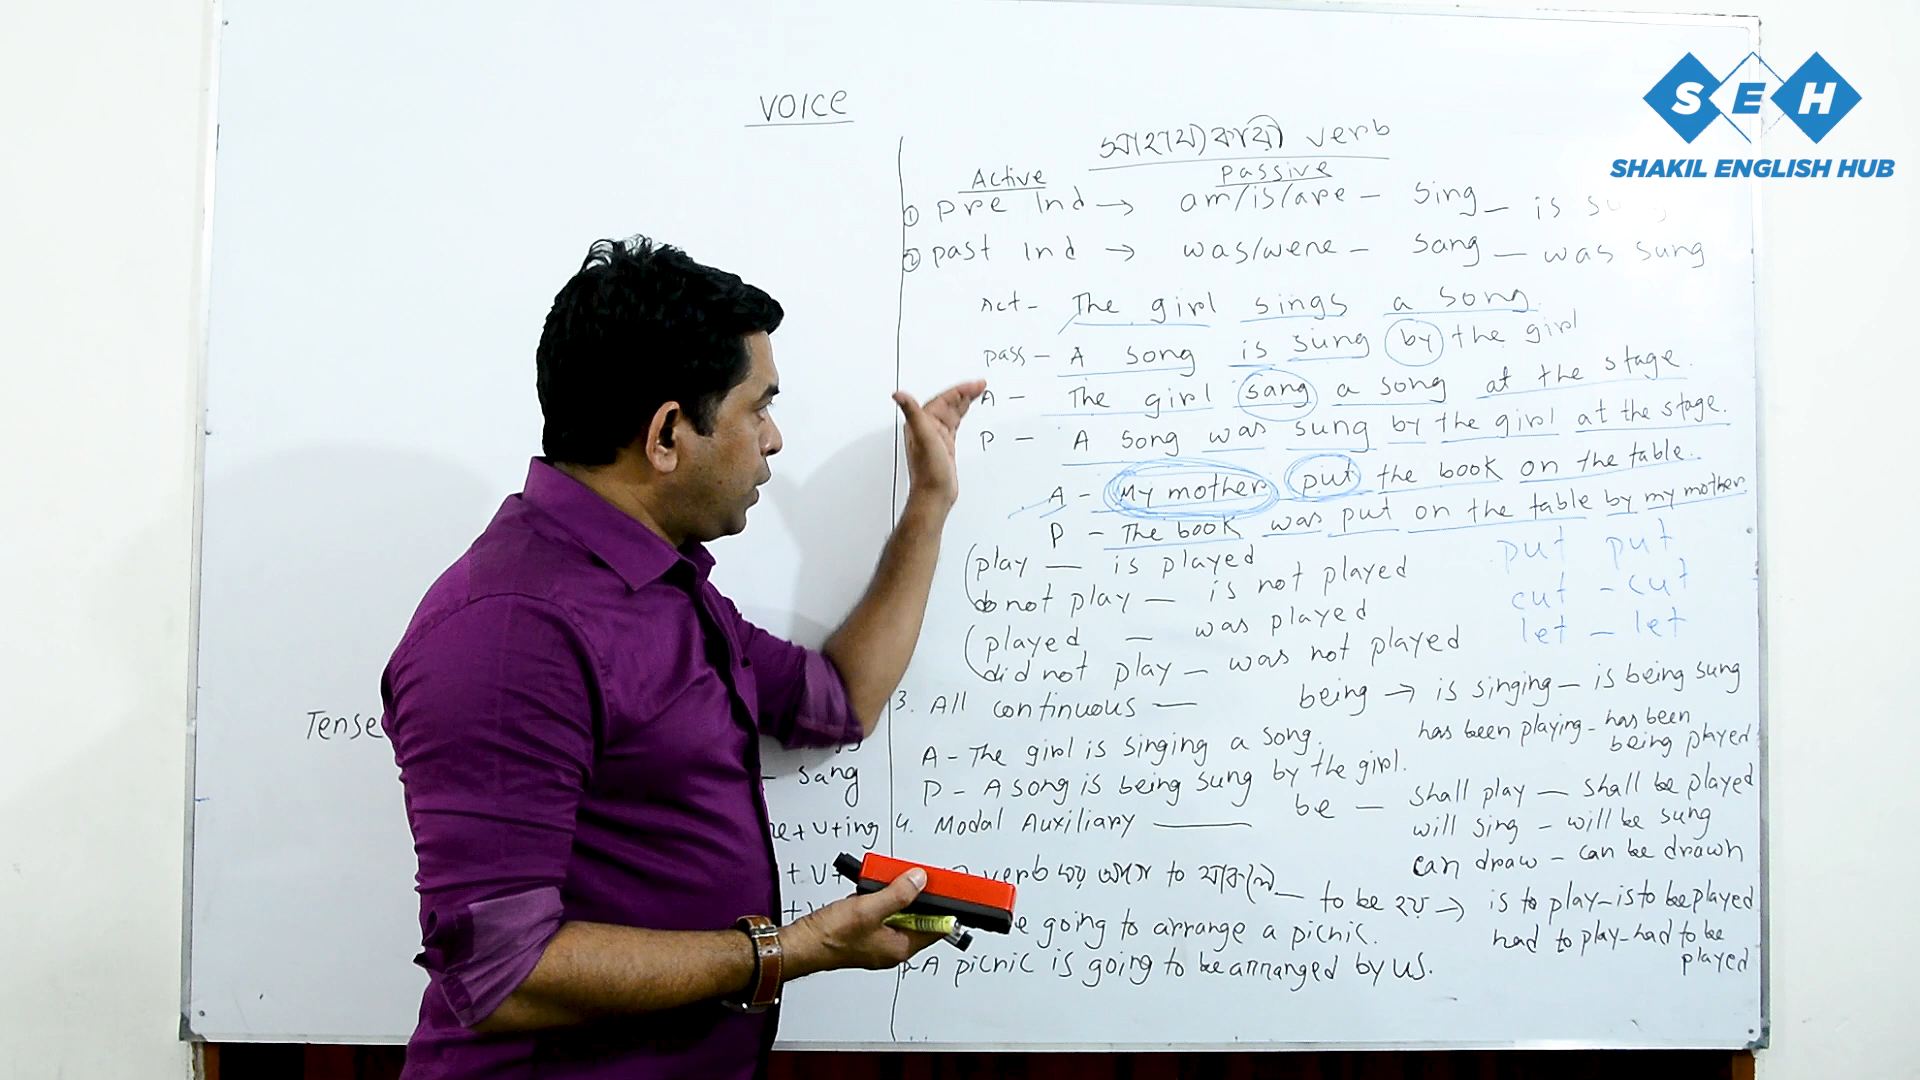 SEH
SHAKIL ENGLISH HUB
VOICE
সাহায্যকারী verb
Active Passive
① pre Ind → am/is/are – Sing – is
② past Ind → was/were – sang – was sung
Act – The girl sings a song.
pass – A song is sung by the girl
A – The girl sang a song at the stage.
P – A song was sung by the girl at the stage.
A – My mother put the book on the table.
P – The book was put on the table by my mother
play — is played
do not play — is not played
played — was played
did not play — was not played
put put
cut – cut
let – let
3. All continuous — being → is singing – is being sung
has been playing – has been being played
A – The girl is singing a song.
P – A song is being sung by the girl.
4. Modal Auxiliary — be — shall play — shall be played
will sing – will be sung
can draw – can be drawn
verb এর আগে to থাকলে — to be হয় → is to play – is to be played
had to play – had to be played
going to arrange a picnic.
A picnic is going to be arranged by us.
Tense
– sang
+v+ing